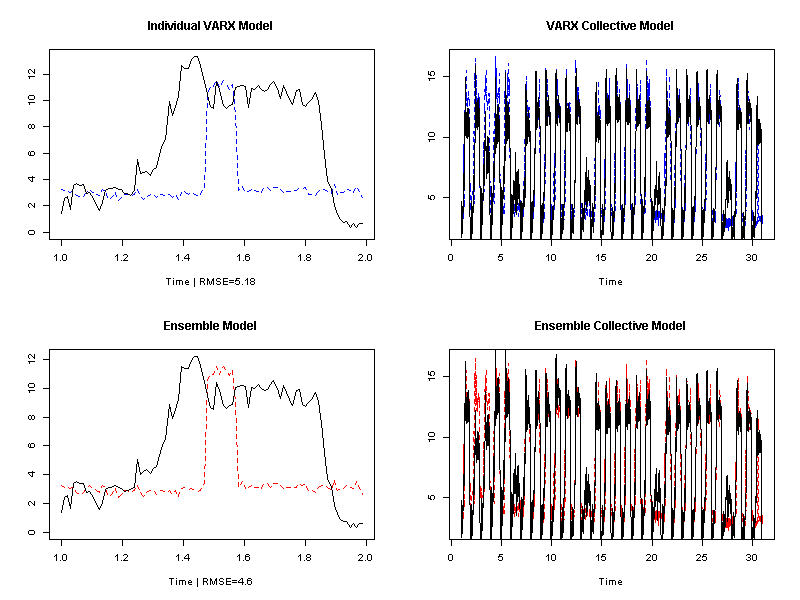 Individual VARX Model
12
10
8
6
4
2
0
1.0 1.2 1.4 1.6 1.8 2.0
Time | RMSE=5.18
VARX Collective Model
15
10
5
0 5 10 15 20 25 30
Time
Ensemble Model
12
10
8
6
4
2
0
1.0 1.2 1.4 1.6 1.8 2.0
Time | RMSE=4.6
Ensemble Collective Model
15
10
5
0 5 10 15 20 25 30
Time